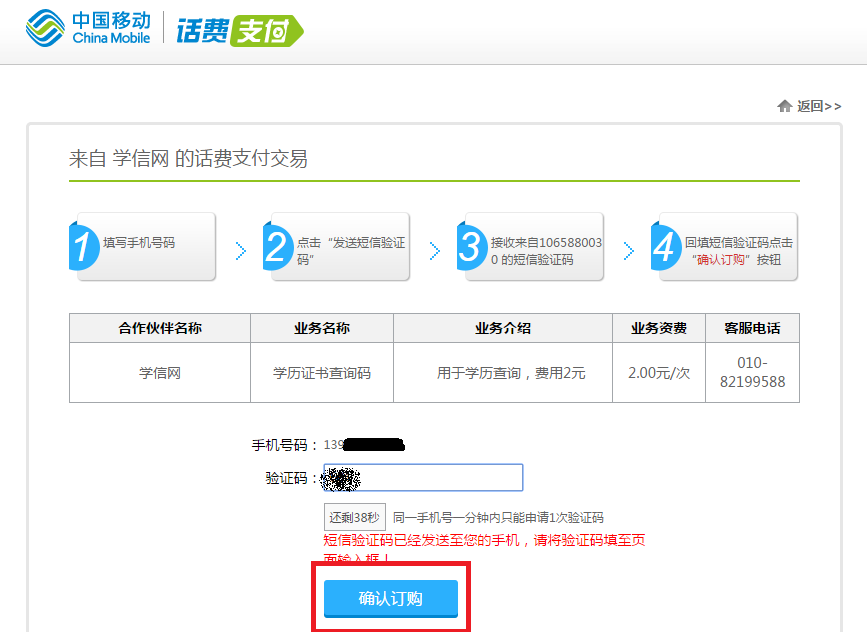 中国移动
China Mobile
话费支付
返回>>
来自 学信网 的话费支付交易
1 填写手机号码
2 点击“发送短信验证
码”
3 接收来自106588003
0 的短信验证码
4 回填短信验证码点击
“确认订购”按钮
合作伙伴名称 业务名称 业务介绍 业务资费 客服电话
学信网 学历证书查询码 用于学历查询，费用2元 2.00元/次 010-
82199588
手机号码：139
验证码：
还剩38秒 同一手机号一分钟内只能申请1次验证码
短信验证码已经发送至您的手机，请将验证码填至页
面输入框！
确认订购